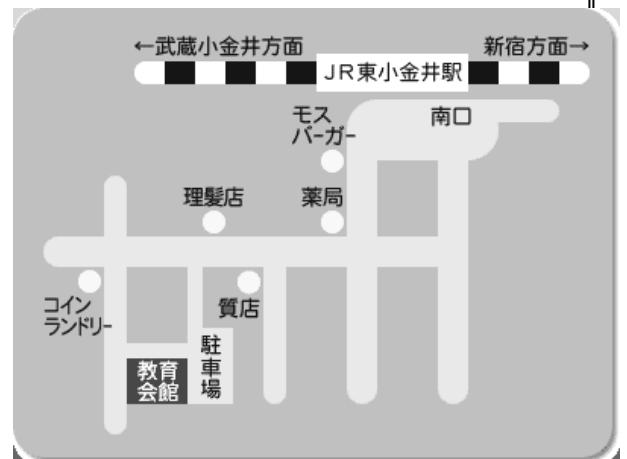 ←武蔵小金井方面
新宿方面→
JR東小金井駅
モス
バーガー
南口
理髪店
薬局
コイン
ランドリー
質店
駐車場
教育
会館